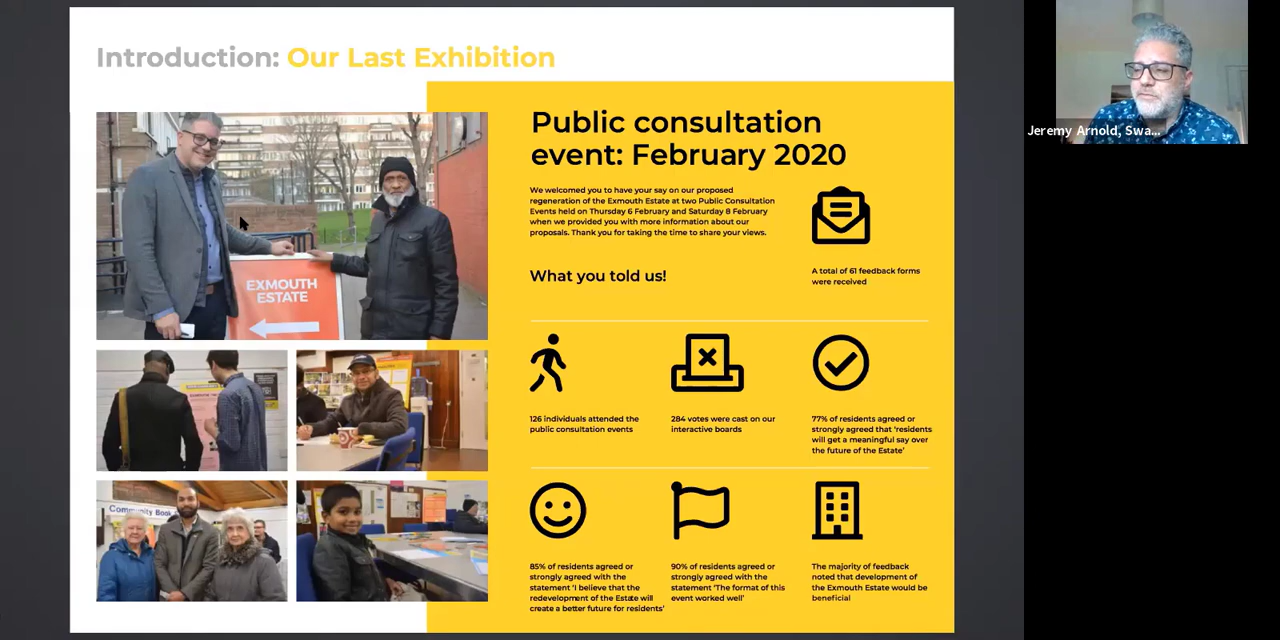 Introduction: Our Last Exhibition
EXMOUTH
ESTATE
Community Book
Public consultation
event: February 2020
We welcomed you to have your say on our proposed
regeneration of the Exmouth Estate at two Public Consultation
Events held on Thursday 6 February and Saturday 8 February
when we provided you with more information about our
proposals. Thank you for taking the time to share your views.
What you told us!
A total of 61 feedback forms
were received
126 individuals attended the
public consultation events
284 votes were cast on our
interactive boards
77% of residents agreed or
strongly agreed that ‘residents
will get a meaningful say over
the future of the Estate’
85% of residents agreed or
strongly agreed with the
statement ‘I believe that the
redevelopment of the Estate will
create a better future for residents’
90% of residents agreed or
strongly agreed with the
statement ‘The format of this
event worked well’
The majority of feedback
noted that development of
the Exmouth Estate would be
beneficial
Jeremy Arnold, Swa...